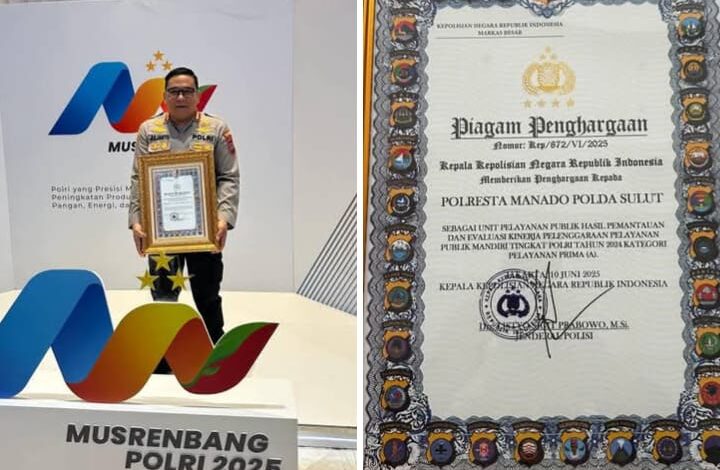 MUS
Polri yang Presisi M
Peningkatan Produ
Pangan, Energi, da
POLRI
MUSRENBANG
POLRI 2025
KEPOLISIAN NEGARA REPUBLIK INDONESIA
MARKAS BESAR
Piagam Penghargaan
Nomor: Kep/872/VI/2025
Kepala Kepolisian Negara Republik Indonesia
Memberikan Penghargaan Kepada
POLRESTA MANADO POLDA SULUT
SEBAGAI UNIT PELAYANAN PUBLIK HASIL PEMANTAUAN
DAN EVALUASI KINERJA PELENGGARAAN PELAYANAN
PUBLIK MANDIRI TINGKAT POLRI TAHUN 2024 KATEGORI
PELAYANAN PRIMA (A).
JAKARTA, 10 JUNI 2025
KEPALA KEPOLISIAN NEGARA REPUBLIK INDONESIA
PRABOWO, M.Si.
JENDERAL POLISI